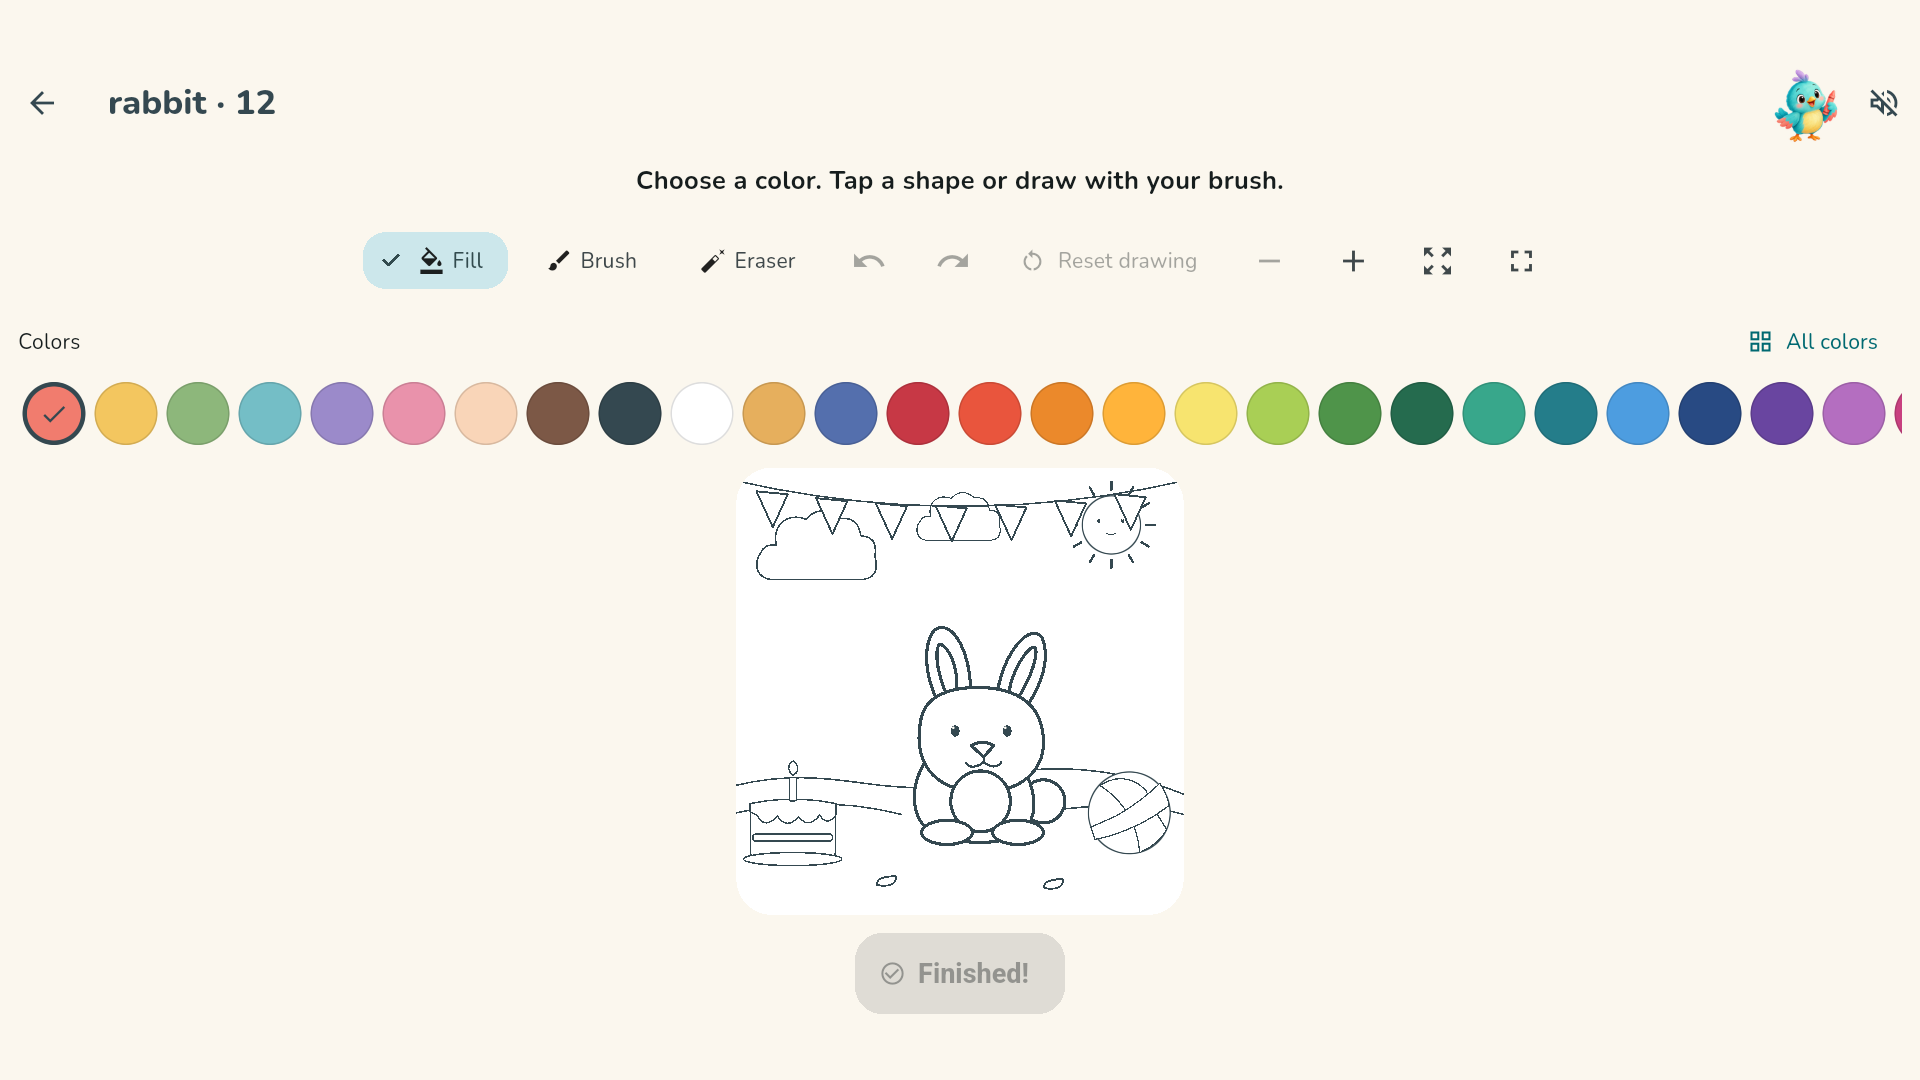 rabbit · 12
Choose a color. Tap a shape or draw with your brush.
Fill Brush Eraser Reset drawing
Colors All colors
Finished!